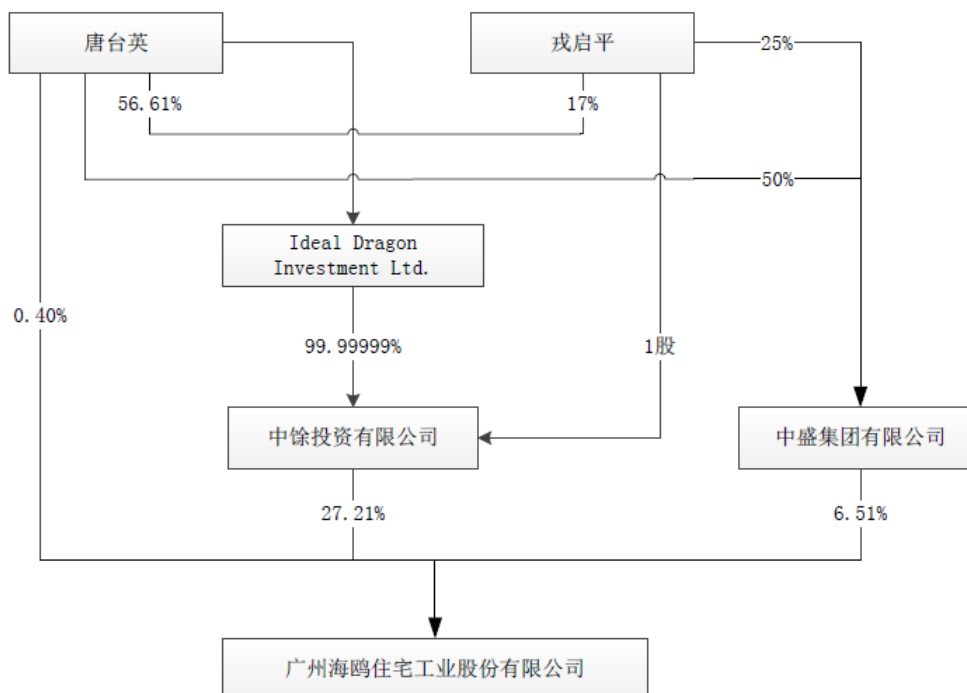 唐台英
戎启平
25%
56.61%
17%
50%
Ideal Dragon
Investment Ltd.
0.40%
99.99999%
1股
中馀投资有限公司
中盛集团有限公司
27.21%
6.51%
广州海鸥住宅工业股份有限公司